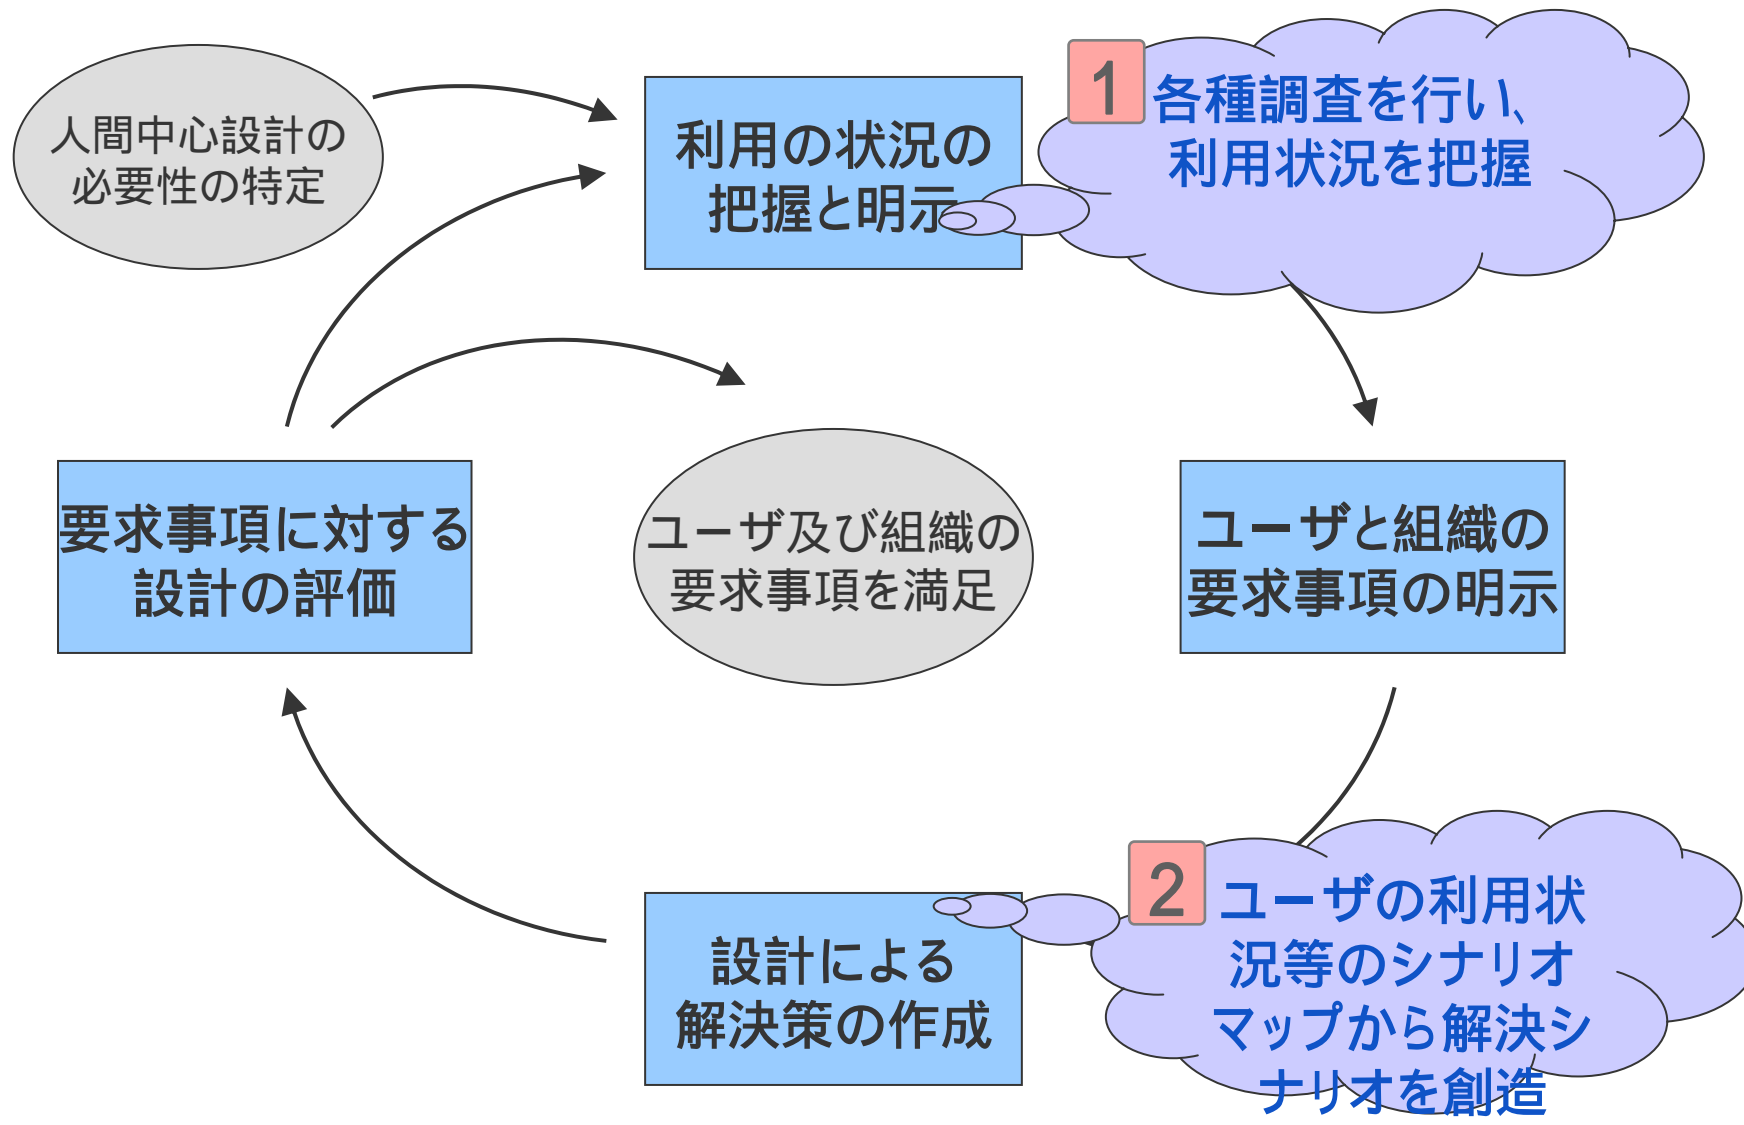 人間中心設計の
必要性の特定
利用の状況の
把握と明示
1
各種調査を行い、
利用状況を把握
要求事項に対する
設計の評価
ユーザ及び組織の
要求事項を満足
ユーザと組織の
要求事項の明示
設計による
解決策の作成
2
ユーザの利用状
況等のシナリオ
マップから解決シ
ナリオを創造